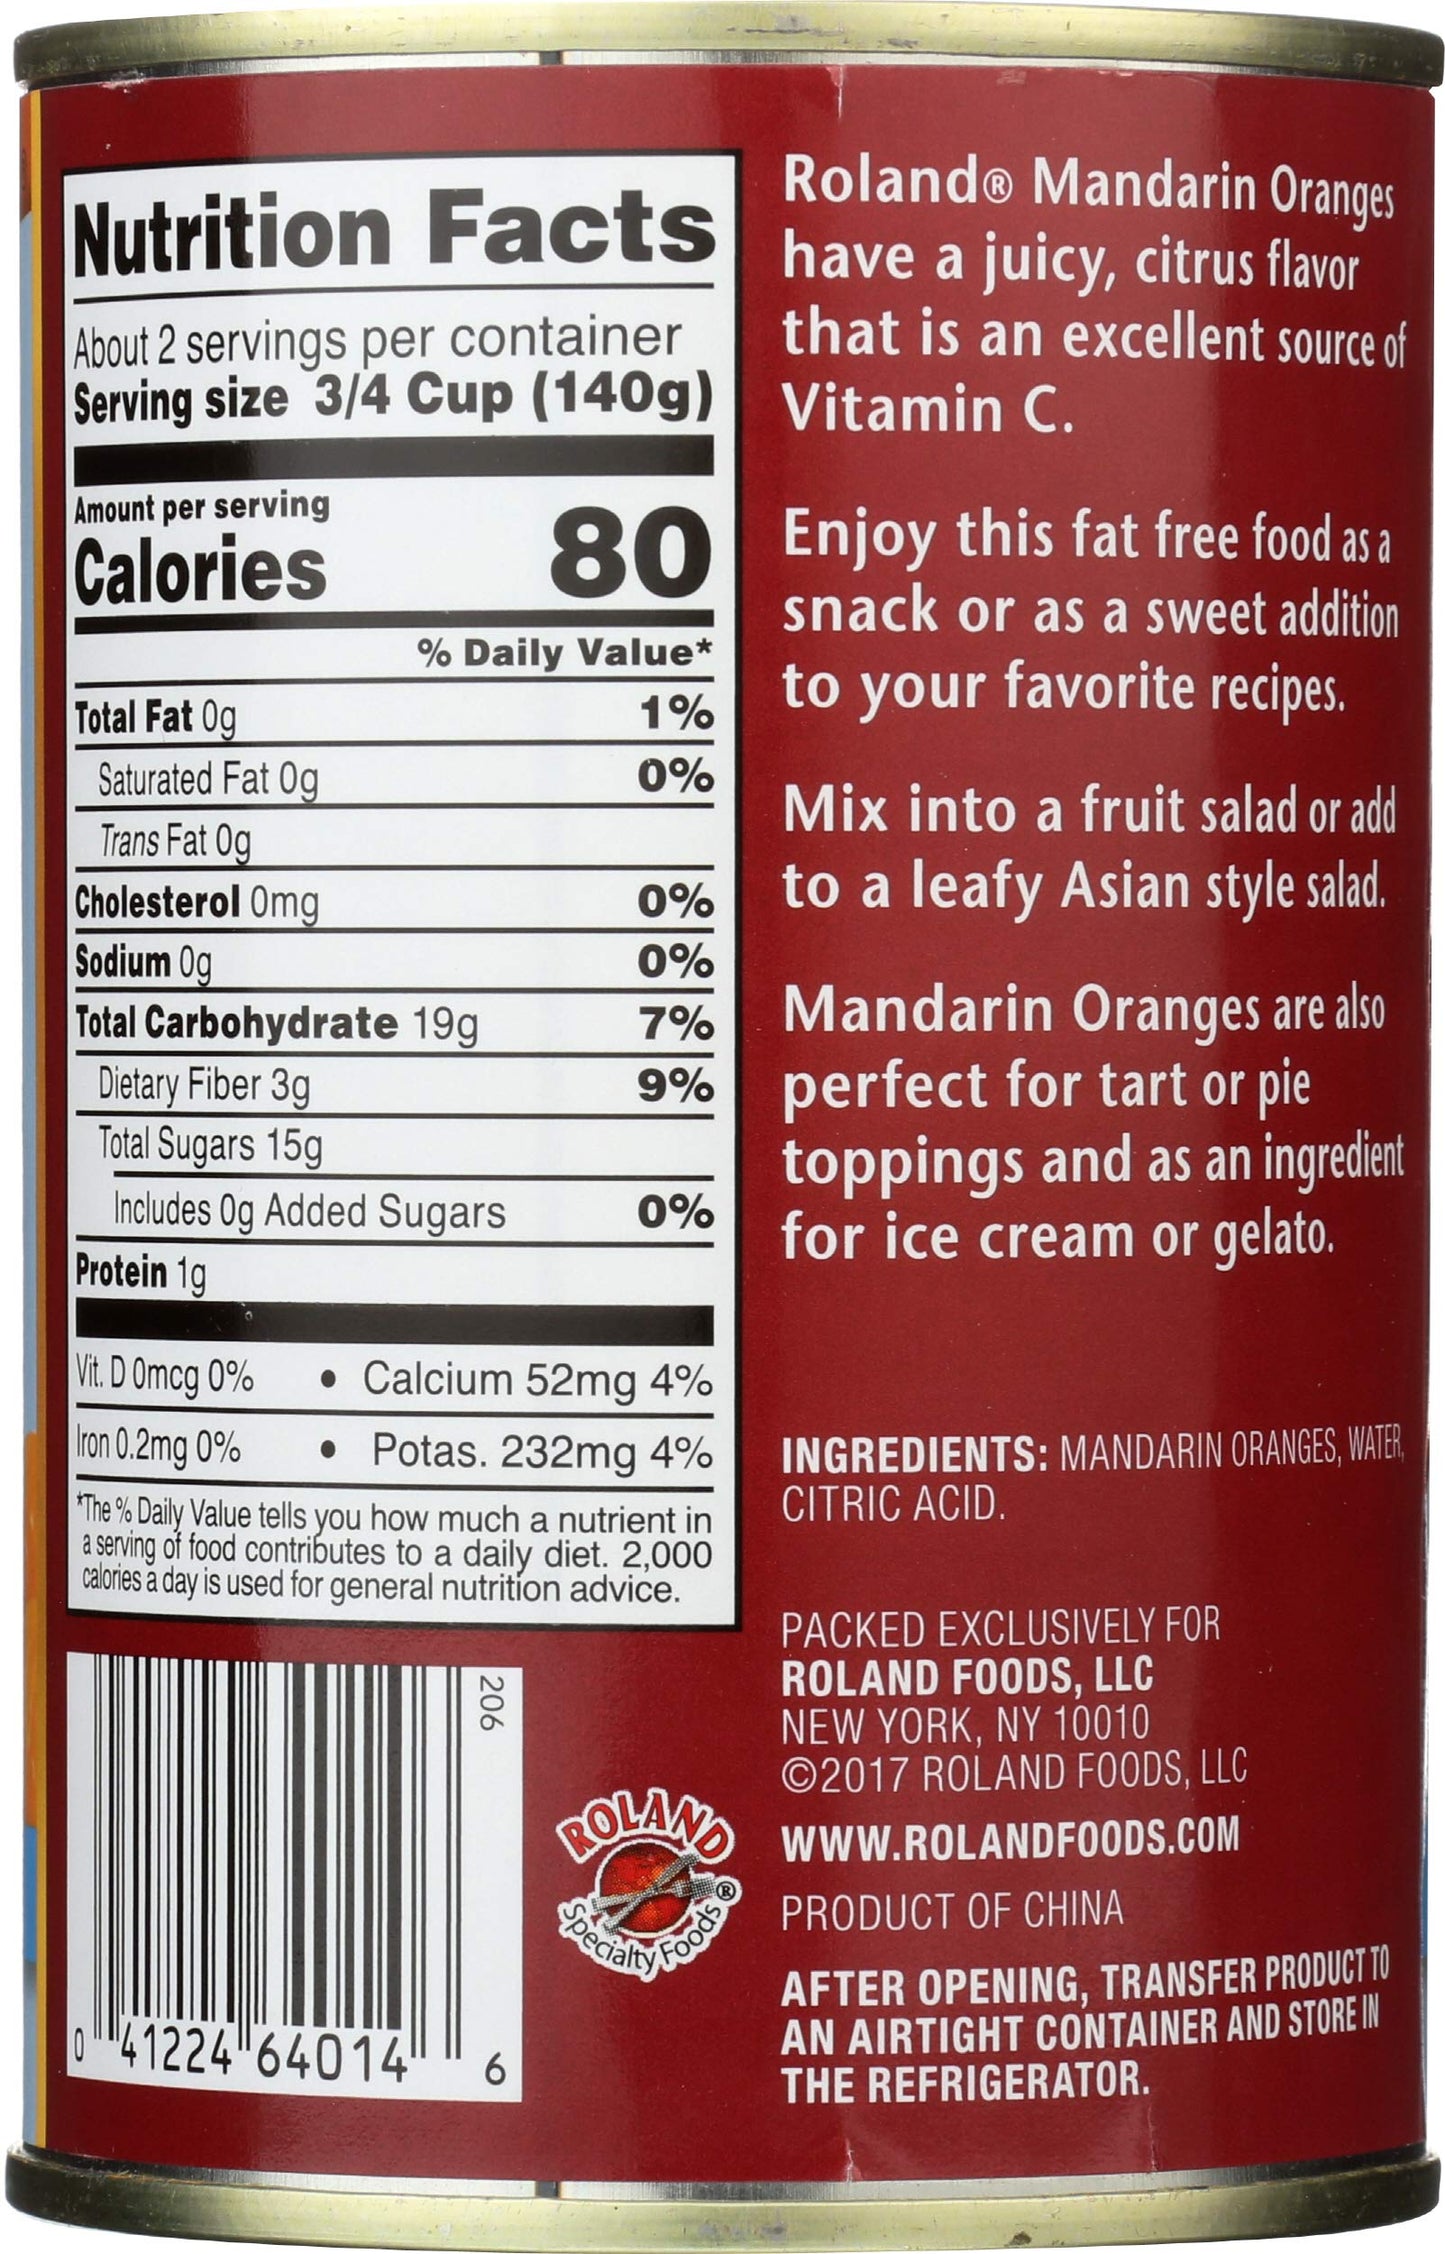 Nutrition Facts
About 2 servings per container
Serving size 3/4 Cup (140g)
Amount per serving
Calories 80
% Daily Value*
Total Fat 0g 1%
Saturated Fat 0g 0%
Trans Fat 0g
Cholesterol 0mg 0%
Sodium 0g 0%
Total Carbohydrate 19g 7%
Dietary Fiber 3g 9%
Total Sugars 15g
Includes 0g Added Sugars 0%
Protein 1g
Vit. D 0mcg 0% • Calcium 52mg 4%
Iron 0.2mg 0% • Potas. 232mg 4%
*The % Daily Value tells you how much a nutrient in
a serving of food contributes to a daily diet. 2,000
calories a day is used for general nutrition advice.
206
0 41224 64014 6
ROLAND
Specialty Foods®
Roland® Mandarin Oranges
have a juicy, citrus flavor
that is an excellent source of
Vitamin C.
Enjoy this fat free food as a
snack or as a sweet addition
to your favorite recipes.
Mix into a fruit salad or add
to a leafy Asian style salad.
Mandarin Oranges are also
perfect for tart or pie
toppings and as an ingredient
for ice cream or gelato.
INGREDIENTS: MANDARIN ORANGES, WATER,
CITRIC ACID.
PACKED EXCLUSIVELY FOR
ROLAND FOODS, LLC
NEW YORK, NY 10010
©2017 ROLAND FOODS, LLC
WWW.ROLANDFOODS.COM
PRODUCT OF CHINA
AFTER OPENING, TRANSFER PRODUCT TO
AN AIRTIGHT CONTAINER AND STORE IN
THE REFRIGERATOR.